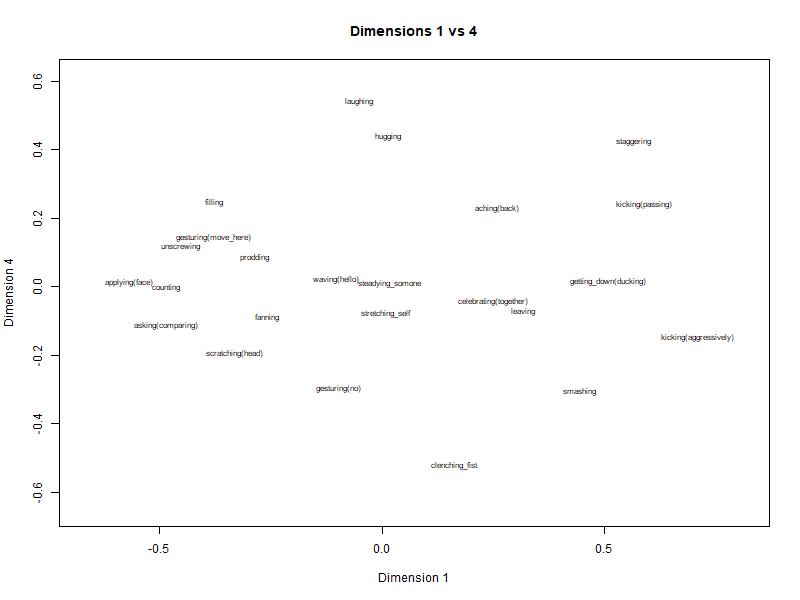 Dimensions 1 vs 4
Dimension 4
0.6
0.4
0.2
0.0
-0.2
-0.4
-0.6
laughing
hugging
staggering
filling
aching(back)
kicking(passing)
gesturing(move_here)
unscrewing
prodding
applying(face)
counting
waving(hello)
steadying_somone
getting_down(ducking)
celebrating(together)
leaving
asking(comparing)
fanning
stretching_self
kicking(aggressively)
scratching(head)
gesturing(no)
smashing
clenching_fist
-0.5
0.0
0.5
Dimension 1